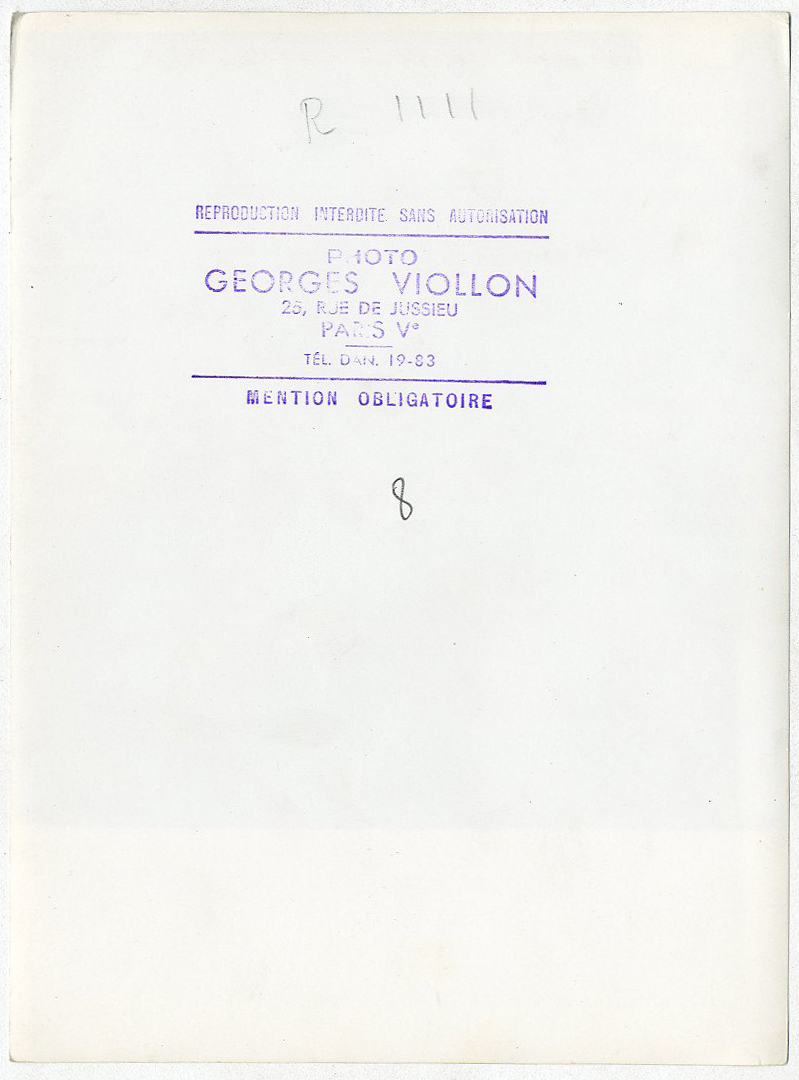 R 1111
REPRODUCTION INTERDITE SANS AUTORISATION
PHOTO
GEORGES VIOLLON
25, RUE DE JUSSIEU
PARIS Vᵉ
TÉL. DAN. 19-83
MENTION OBLIGATOIRE
8